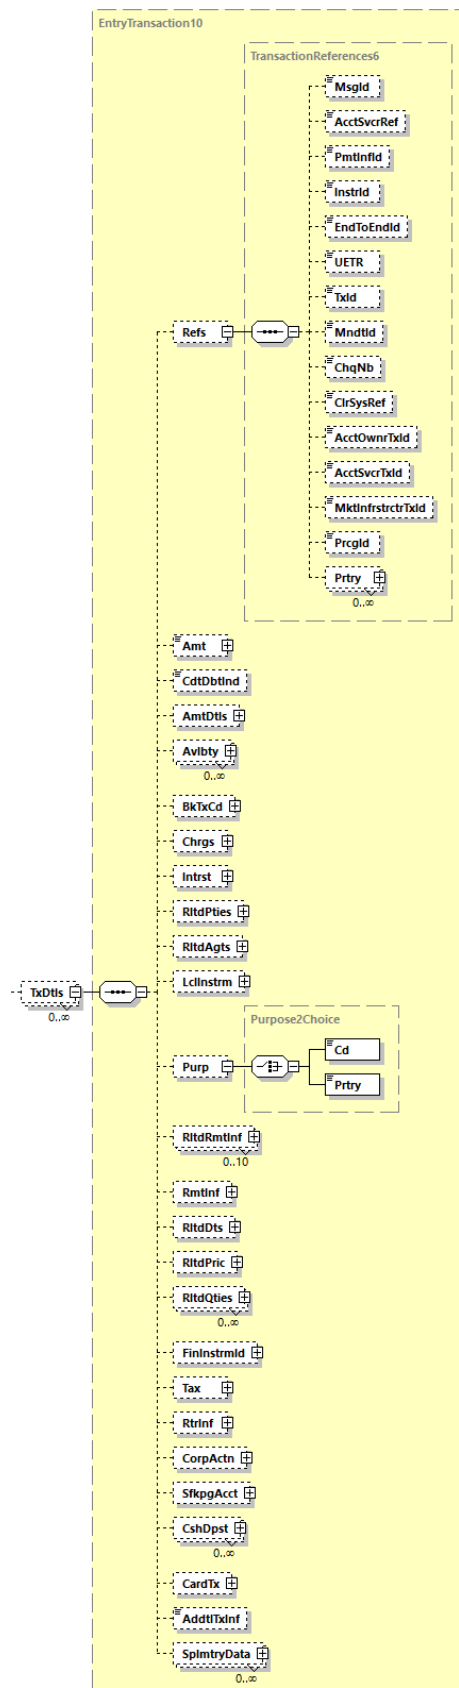 EntryTransaction10
TransactionReferences6
MsgId
AcctSvcrRef
PmtInfId
InstrId
EndToEndId
UETR
TxId
Refs
MndtId
ChqNb
ClrSysRef
AcctOwnrTxId
AcctSvcrTxId
MktInfrstrctrTxId
PrcgId
Prtry
0..∞
Amt
CdtDbtInd
AmtDtls
Avlbty
0..∞
BkTxCd
Chrgs
Intrst
RltdPties
RltdAgts
LclInstrm
TxDtls
0..∞
Purpose2Choice
Cd
Purp
Prtry
RltdRmtInf
0..10
RmtInf
RltdDts
RltdPric
RltdQties
0..∞
FinInstrmId
Tax
RtrInf
CorpActn
SfkpgAcct
CshDpst
0..∞
CardTx
AddtlTxInf
SplmtryData
0..∞